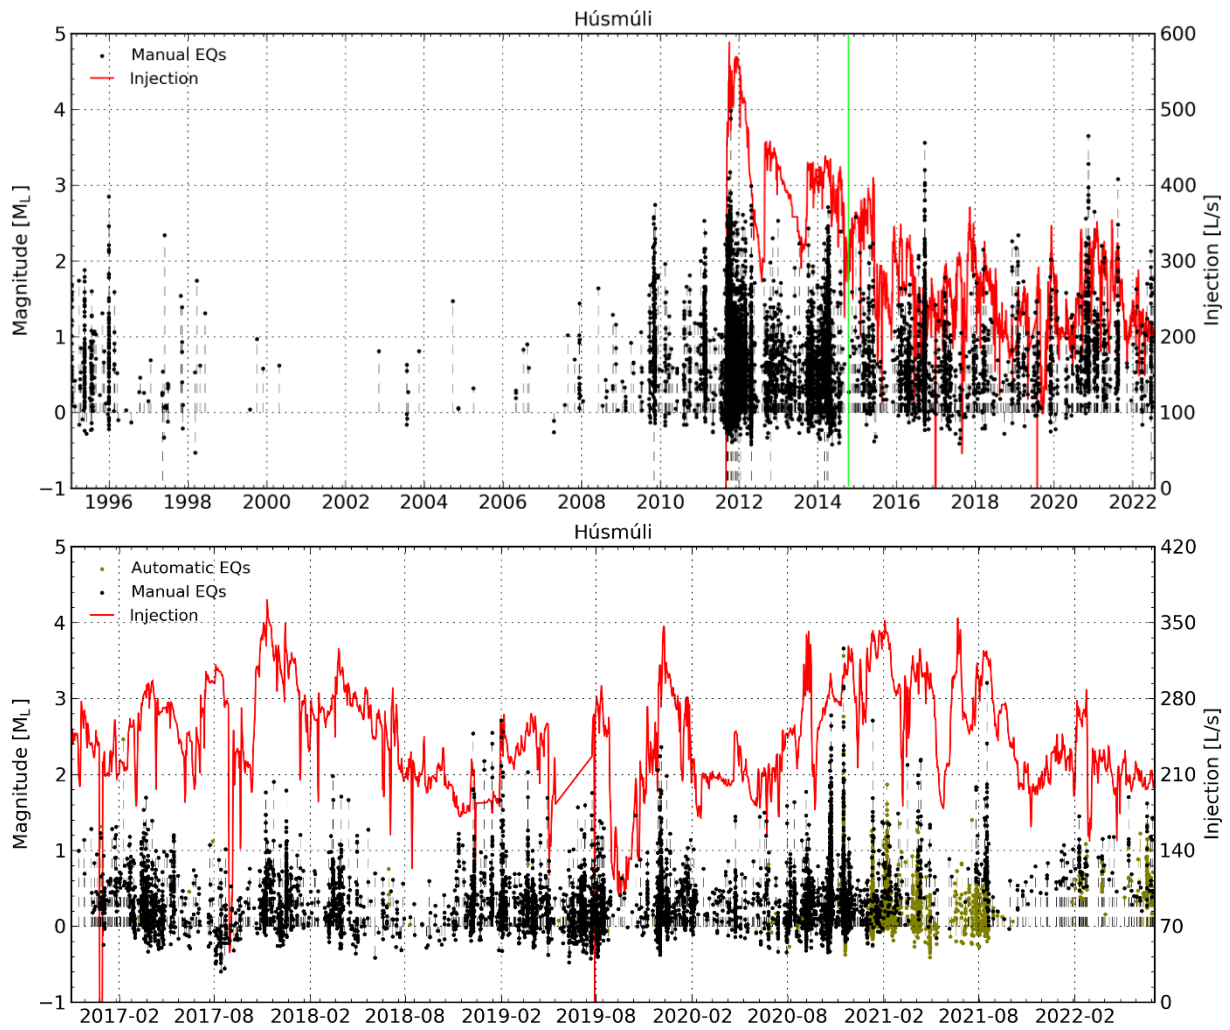 Húsmúli
5 600
Manual EQs
Injection
4 500
3 400
Magnitude [M_L] Injection [L/s]
2 300
1 200
0 100
−1 0
1996 1998 2000 2002 2004 2006 2008 2010 2012 2014 2016 2018 2020 2022
Húsmúli
5 420
Automatic EQs
Manual EQs
Injection
4 350
3 280
Magnitude [M_L] Injection [L/s]
2 210
1 140
0 70
−1 0
2017-02 2017-08 2018-02 2018-08 2019-02 2019-08 2020-02 2020-08 2021-02 2021-08 2022-02